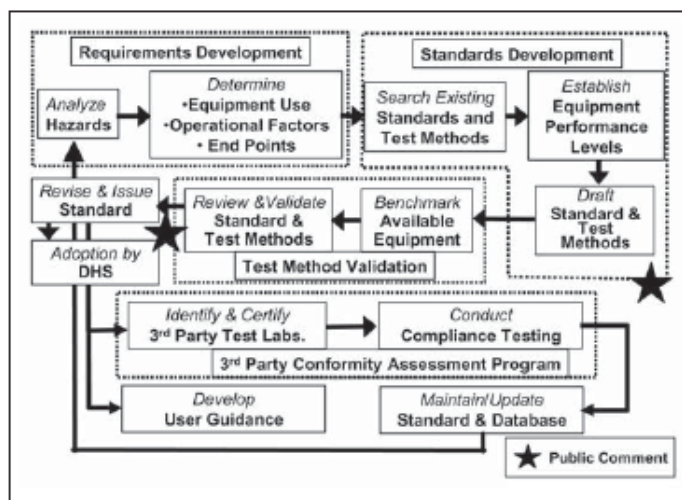 Requirements Development
Analyze
Hazards
Determine
•Equipment Use
•Operational Factors
• End Points
Standards Development
Search Existing
Standards and
Test Methods
Establish
Equipment
Performance
Levels
Draft
Standard & Test
Methods
Benchmark
Available
Equipment
Review &Validate
Standard &
Test Methods
Test Method Validation
Revise & Issue
Standard
Adoption by
DHS
Identify & Certify
3rd Party Test Labs.
Conduct
Compliance Testing
3rd Party Conformity Assessment Program
Develop
User Guidance
Maintain/Update
Standard & Database
Public Comment